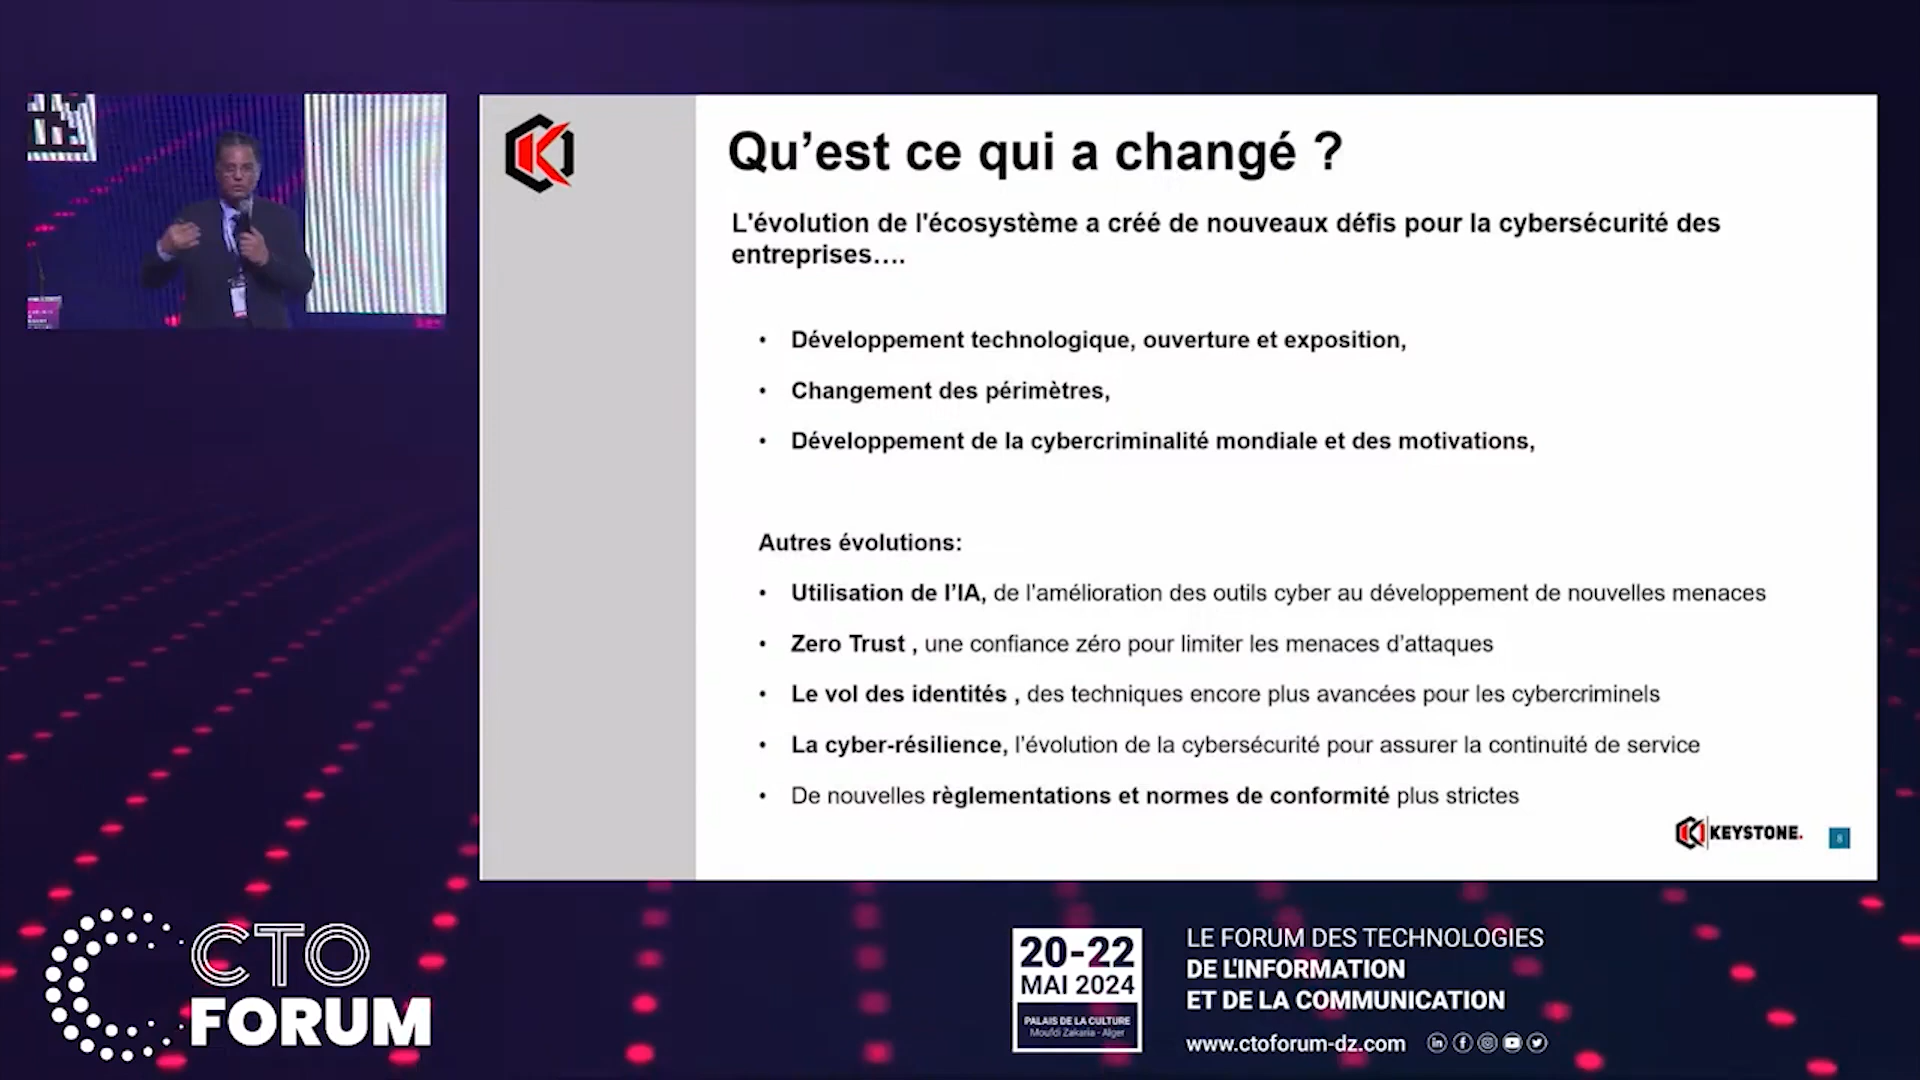 Qu’est ce qui a changé ?
L'évolution de l'écosystème a créé de nouveaux défis pour la cybersécurité des
entreprises….
• Développement technologique, ouverture et exposition,
• Changement des périmètres,
• Développement de la cybercriminalité mondiale et des motivations,
Autres évolutions:
• Utilisation de l’IA, de l’amélioration des outils cyber au développement de nouvelles menaces
• Zero Trust , une confiance zéro pour limiter les menaces d’attaques
• Le vol des identités , des techniques encore plus avancées pour les cybercriminels
• La cyber-résilience, l’évolution de la cybersécurité pour assurer la continuité de service
• De nouvelles règlementations et normes de conformité plus strictes
KEYSTONE.
8
CTO
FORUM
20-22
MAI 2024
PALAIS DE LA CULTURE
Moufdi Zakaria - Alger
LE FORUM DES TECHNOLOGIES
DE L'INFORMATION
ET DE LA COMMUNICATION
www.ctoforum-dz.com